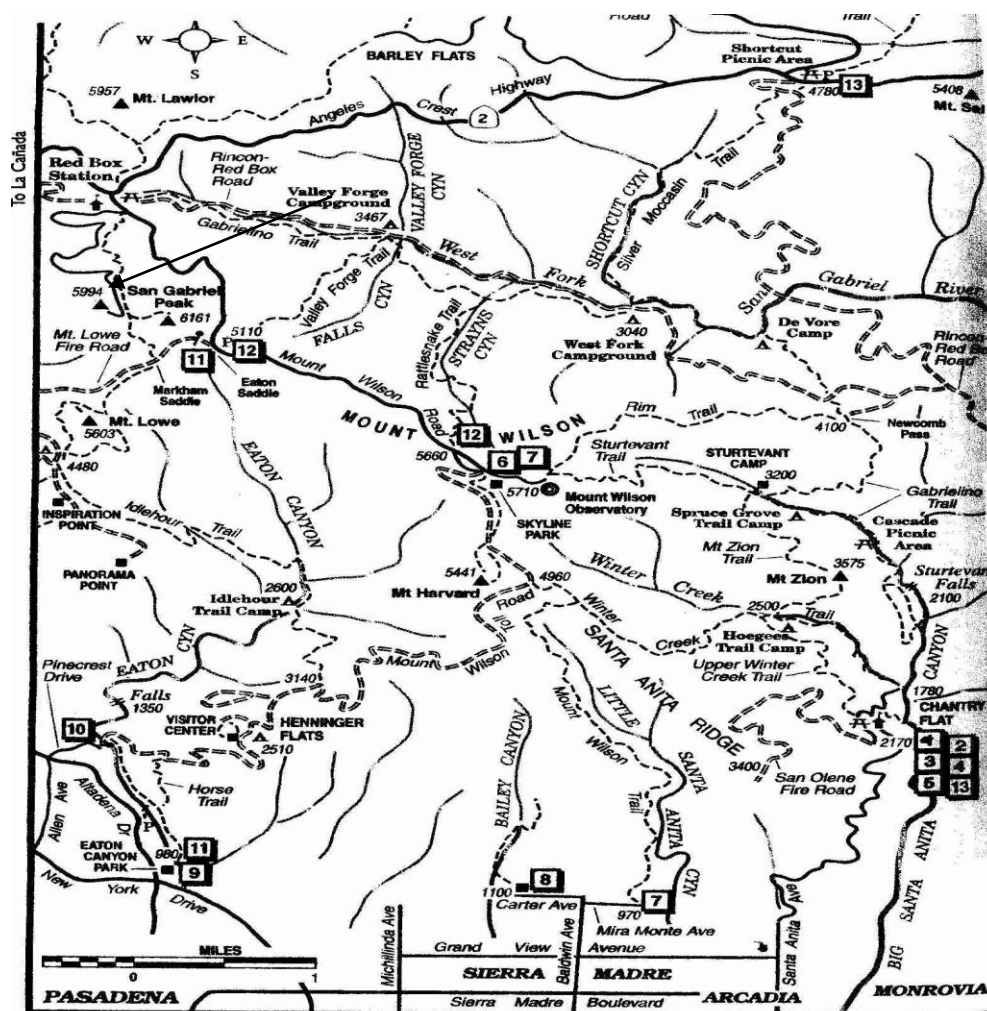 Road
Trail
W E
S
BARLEY FLATS
Shortcut
Picnic Area
P
4780
13
5408
Mt. Sal
5957
Mt. Lawlor
Angeles Crest
2
Highway
To La Cañada
Red Box
Station
Rincon-
Red Box
Road
Valley Forge
Campground
3467
Gabrielino Trail
VALLEY FORGE
CYN
SHORTCUT CYN
Silver Moccasin
Trail
West Fork
San Gabriel River
Valley Forge Trail
FALLS CYN
5994
San Gabriel
Peak
6161
Mt. Lowe
Fire Road
5110
P
12
11
Markham
Saddle
Eaton
Saddle
Mount Wilson
Road
Rattlesnake Trail
STRAYNS
CYN
3040
West Fork
Campground
De Vore
Camp
Rincon-
Red Box
Road
Mt. Lowe
5603
4480
MOUNT WILSON
12
6
7
5660
5710
Mount Wilson
Observatory
SKYLINE
PARK
Rim Trail
4100
Newcomb
Pass
Sturtevant
Trail
STURTEVANT
CAMP
3200
Gabrielino
Trail
Spruce Grove
Trail Camp
Cascade
Picnic
Area
INSPIRATION
POINT
Idlehour Trail
EATON CANYON
PANORAMA
POINT
Mt Zion
Trail
3575
Mt Zion
Sturtevant
Falls
2100
5441
Mt Harvard
4960
Winter Creek
2500
Trail
2600
Idlehour
Trail Camp
Winter
Creek
Hoegees
Trail Camp
Upper Winter
Creek Trail
EATON CYN
Mount Wilson Toll Road
SANTA ANITA RIDGE
CANYON
1780
CHANTRY
FLAT
Pinecrest
Drive
Falls
1350
3140
VISITOR
CENTER
HENNINGER
FLATS
2510
BAILEY CANYON
Mount Wilson Trail
LITTLE SANTA ANITA CYN
3400
San Olene
Fire Road
2170
4
2
3
4
5
13
10
Horse
Trail
Allen Ave
Altadena Dr
P
980
11
9
EATON
CANYON
PARK
New York Drive
1100
8
Carter Ave
970
7
Mira Monte Ave
Michillinda Ave
Baldwin Ave
Santa Anita Ave
BIG SANTA ANITA
MILES
0 1
Grand View Avenue
SIERRA MADRE
PASADENA
Sierra Madre Boulevard
ARCADIA
MONROVIA